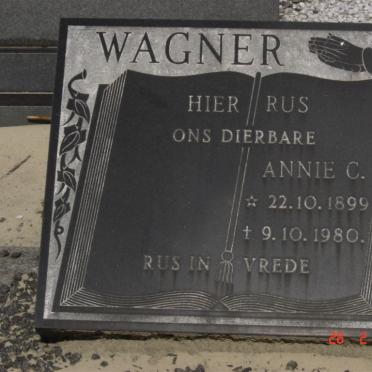 WAGNER
HIER RUS
ONS DIERBARE
ANNIE C.
☆ 22.10.1899
† 9.10.1980.
RUS IN VREDE